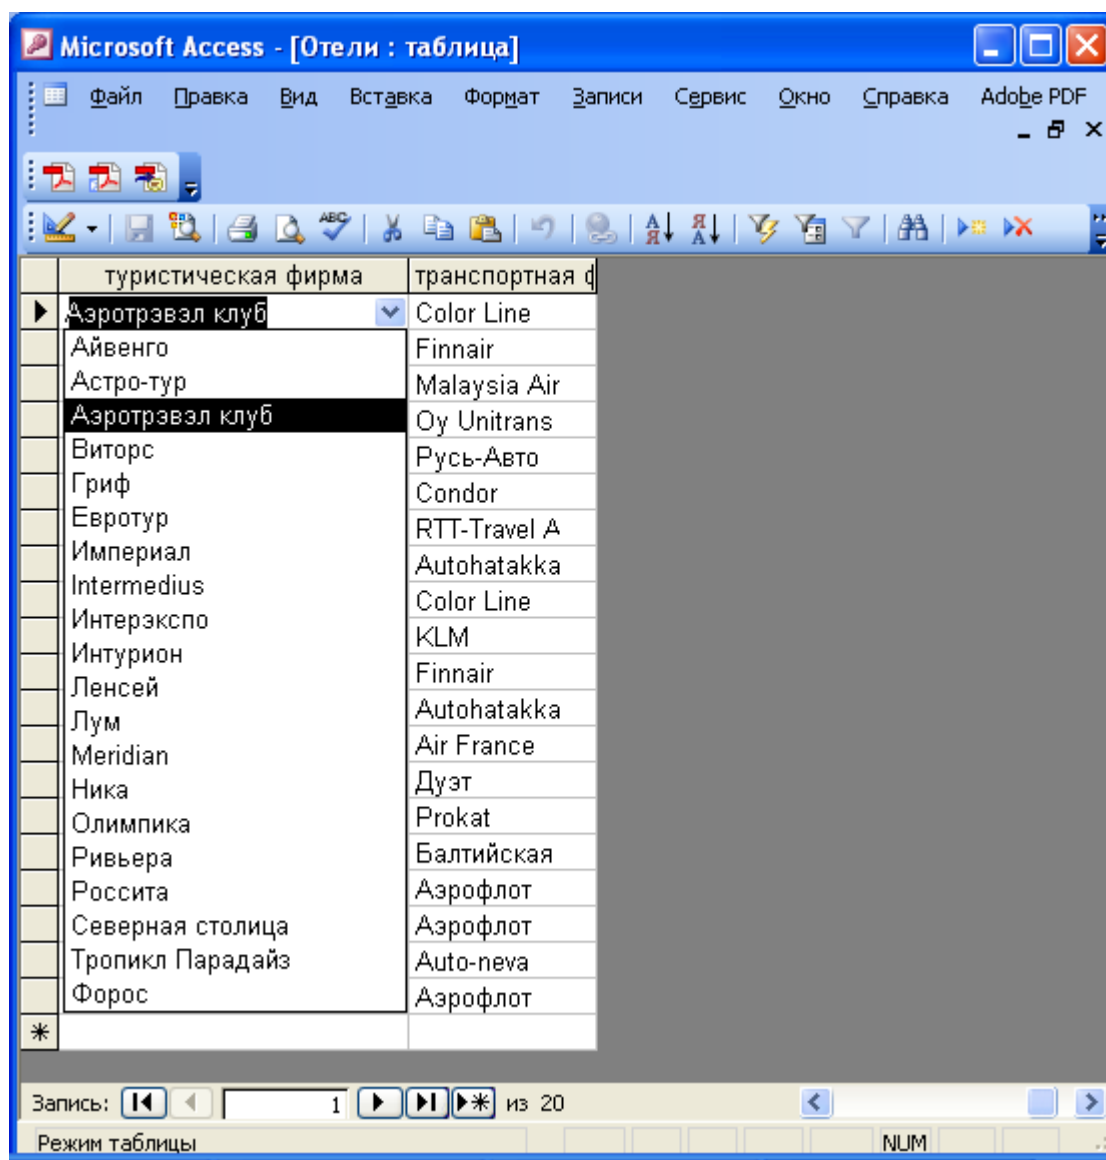 Microsoft Access - [Отели : таблица]
Файл Правка Вид Вставка Формат Записи Сервис Окно Справка Adobe PDF
ABC
А Я Я А
туристическая фирма транспортная ф
Аэротрэвэл клуб Color Line
Айвенго Finnair
Астро-тур Malaysia Air
Аэротрэвэл клуб Oy Unitrans
Виторс Русь-Авто
Гриф Condor
Евротур RTT-Travel A
Империал Autohatakka
Intermedius Color Line
Интерэкспо KLM
Интурион Finnair
Ленсей Autohatakka
Лум Air France
Meridian Дуэт
Ника Prokat
Олимпика Балтийская
Ривьера Аэрофлот
Россита Аэрофлот
Северная столица Auto-neva
Тропикл Парадайз Аэрофлот
Форос
Запись: 1 из 20
Режим таблицы NUM